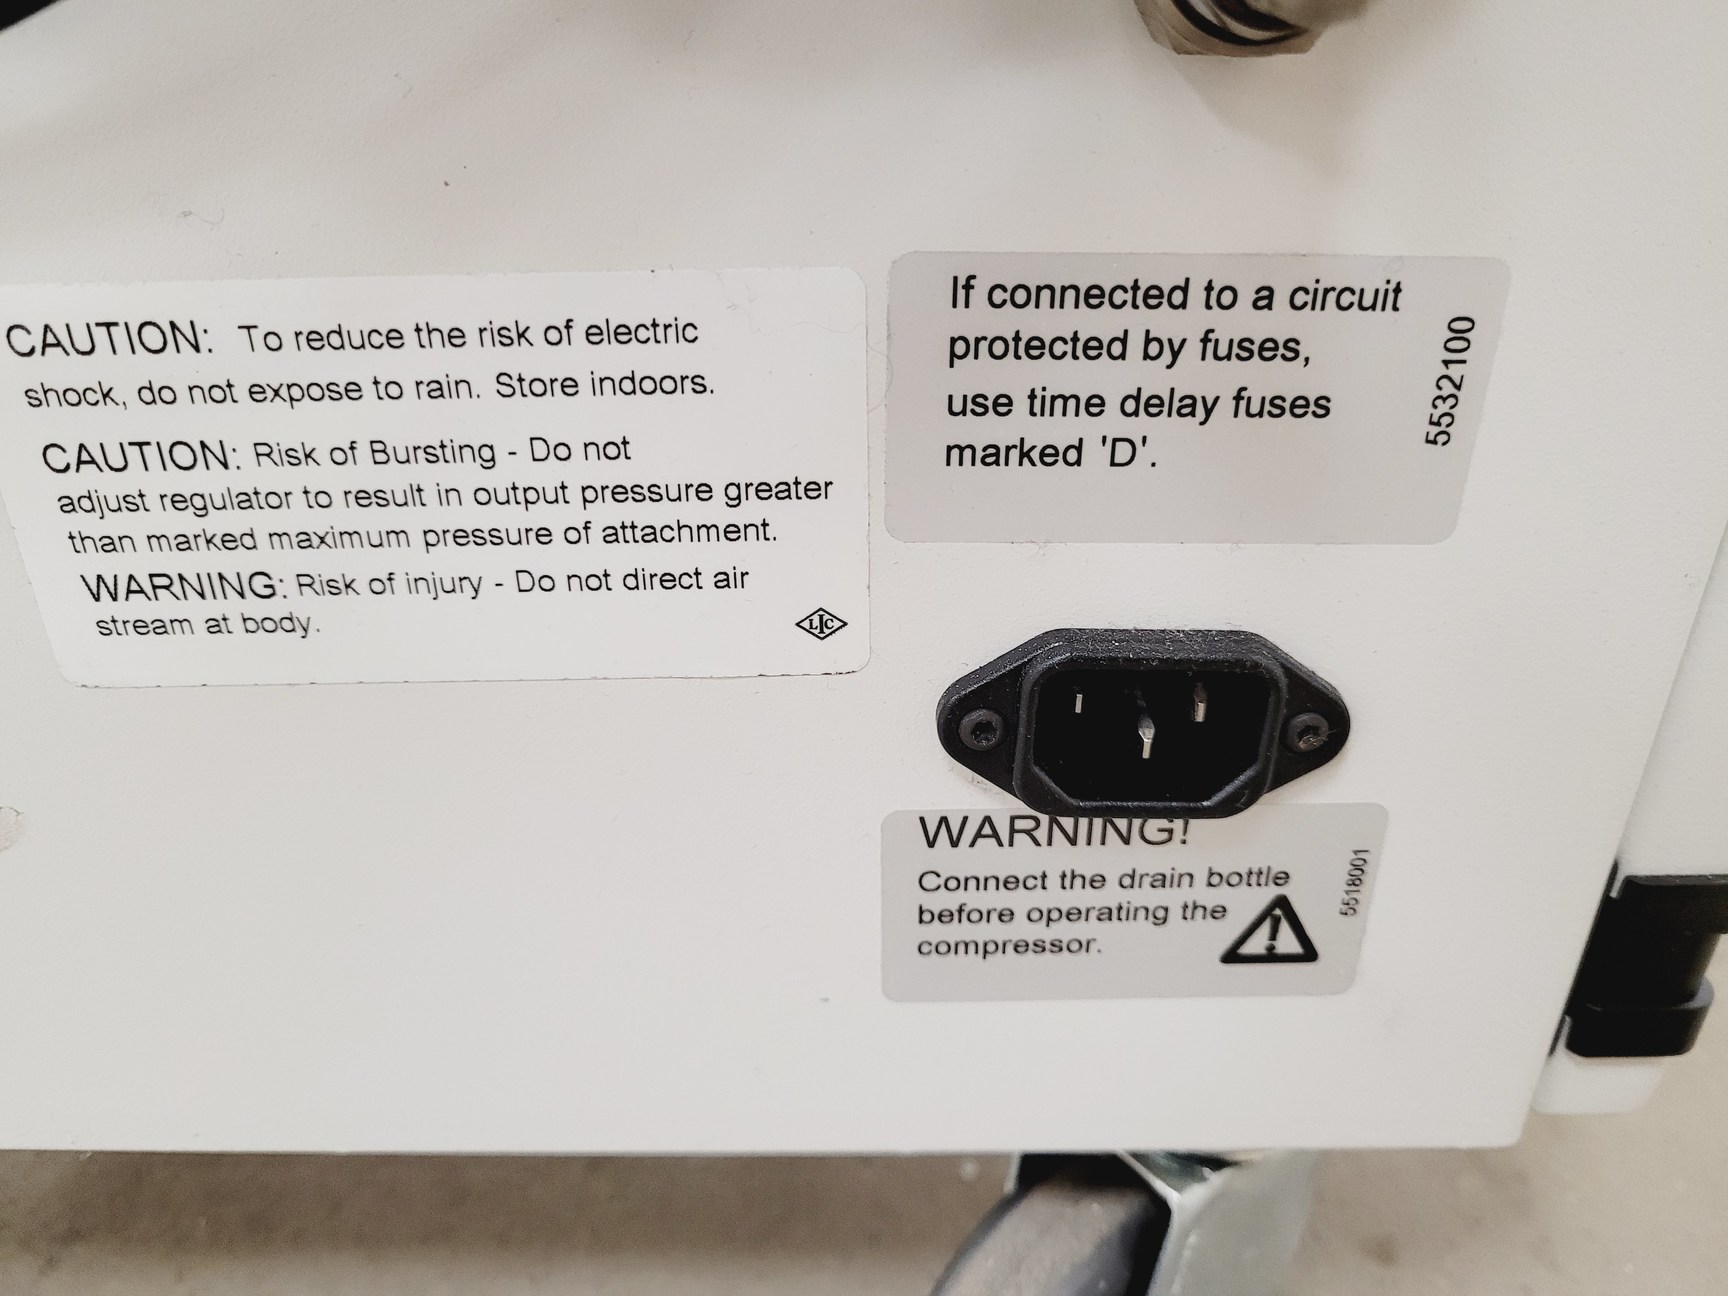 CAUTION: To reduce the risk of electric
shock, do not expose to rain. Store indoors.
CAUTION: Risk of Bursting - Do not
adjust regulator to result in output pressure greater
than marked maximum pressure of attachment.
WARNING: Risk of injury - Do not direct air
stream at body.
LIC
If connected to a circuit
protected by fuses,
use time delay fuses
marked 'D'.
5532100
WARNING!
Connect the drain bottle
before operating the
compressor.
5518001